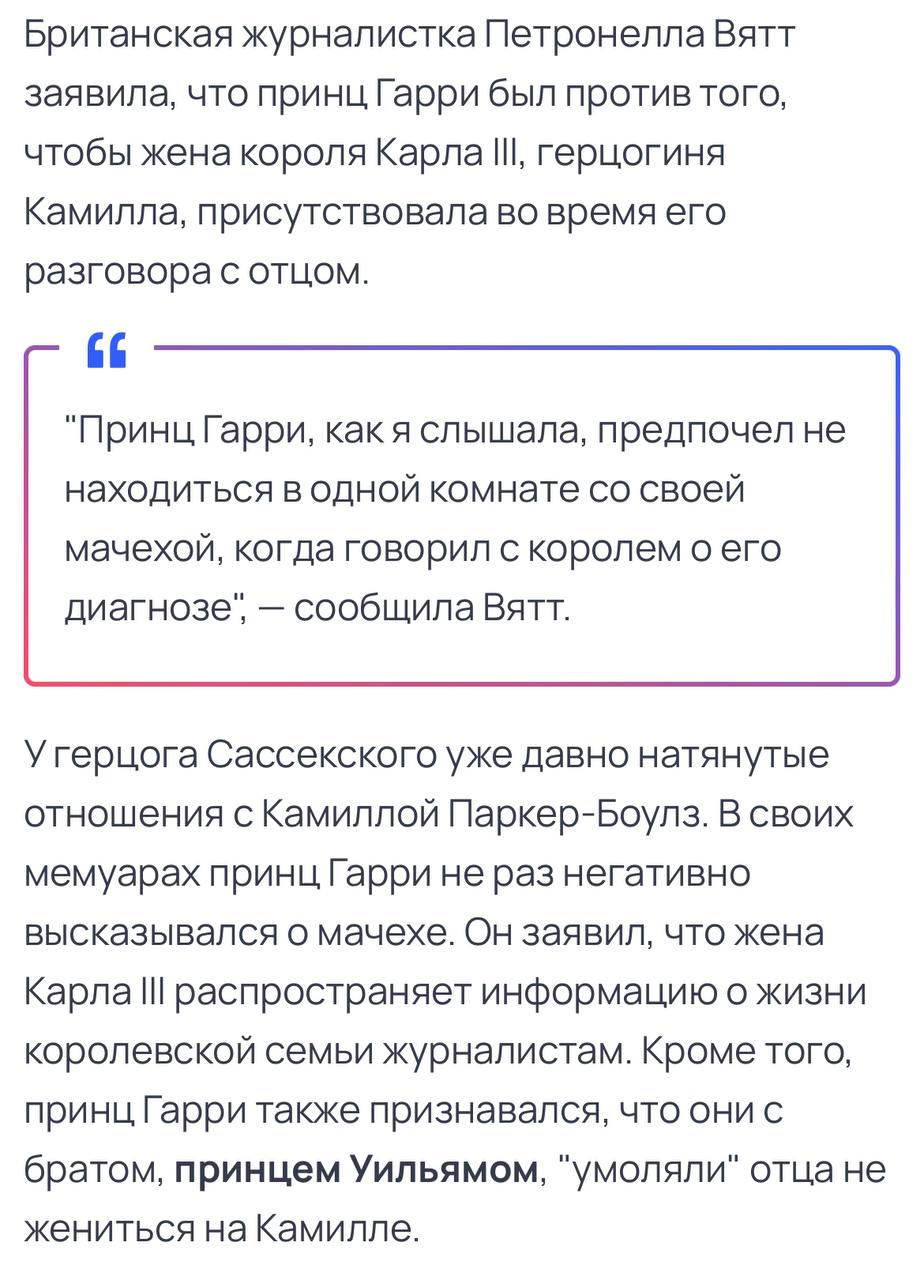 Британская журналистка Петронелла Вятт
заявила, что принц Гарри был против того,
чтобы жена короля Карла III, герцогиня
Камилла, присутствовала во время его
разговора с отцом.
"Принц Гарри, как я слышала, предпочел не
находиться в одной комнате со своей
мачехой, когда говорил с королем о его
диагнозе", — сообщила Вятт.
У герцога Сассекского уже давно натянутые
отношения с Камиллой Паркер-Боулз. В своих
мемуарах принц Гарри не раз негативно
высказывался о мачехе. Он заявил, что жена
Карла III распространяет информацию о жизни
королевской семьи журналистам. Кроме того,
принц Гарри также признавался, что они с
братом, принцем Уильямом, "умоляли" отца не
жениться на Камилле.